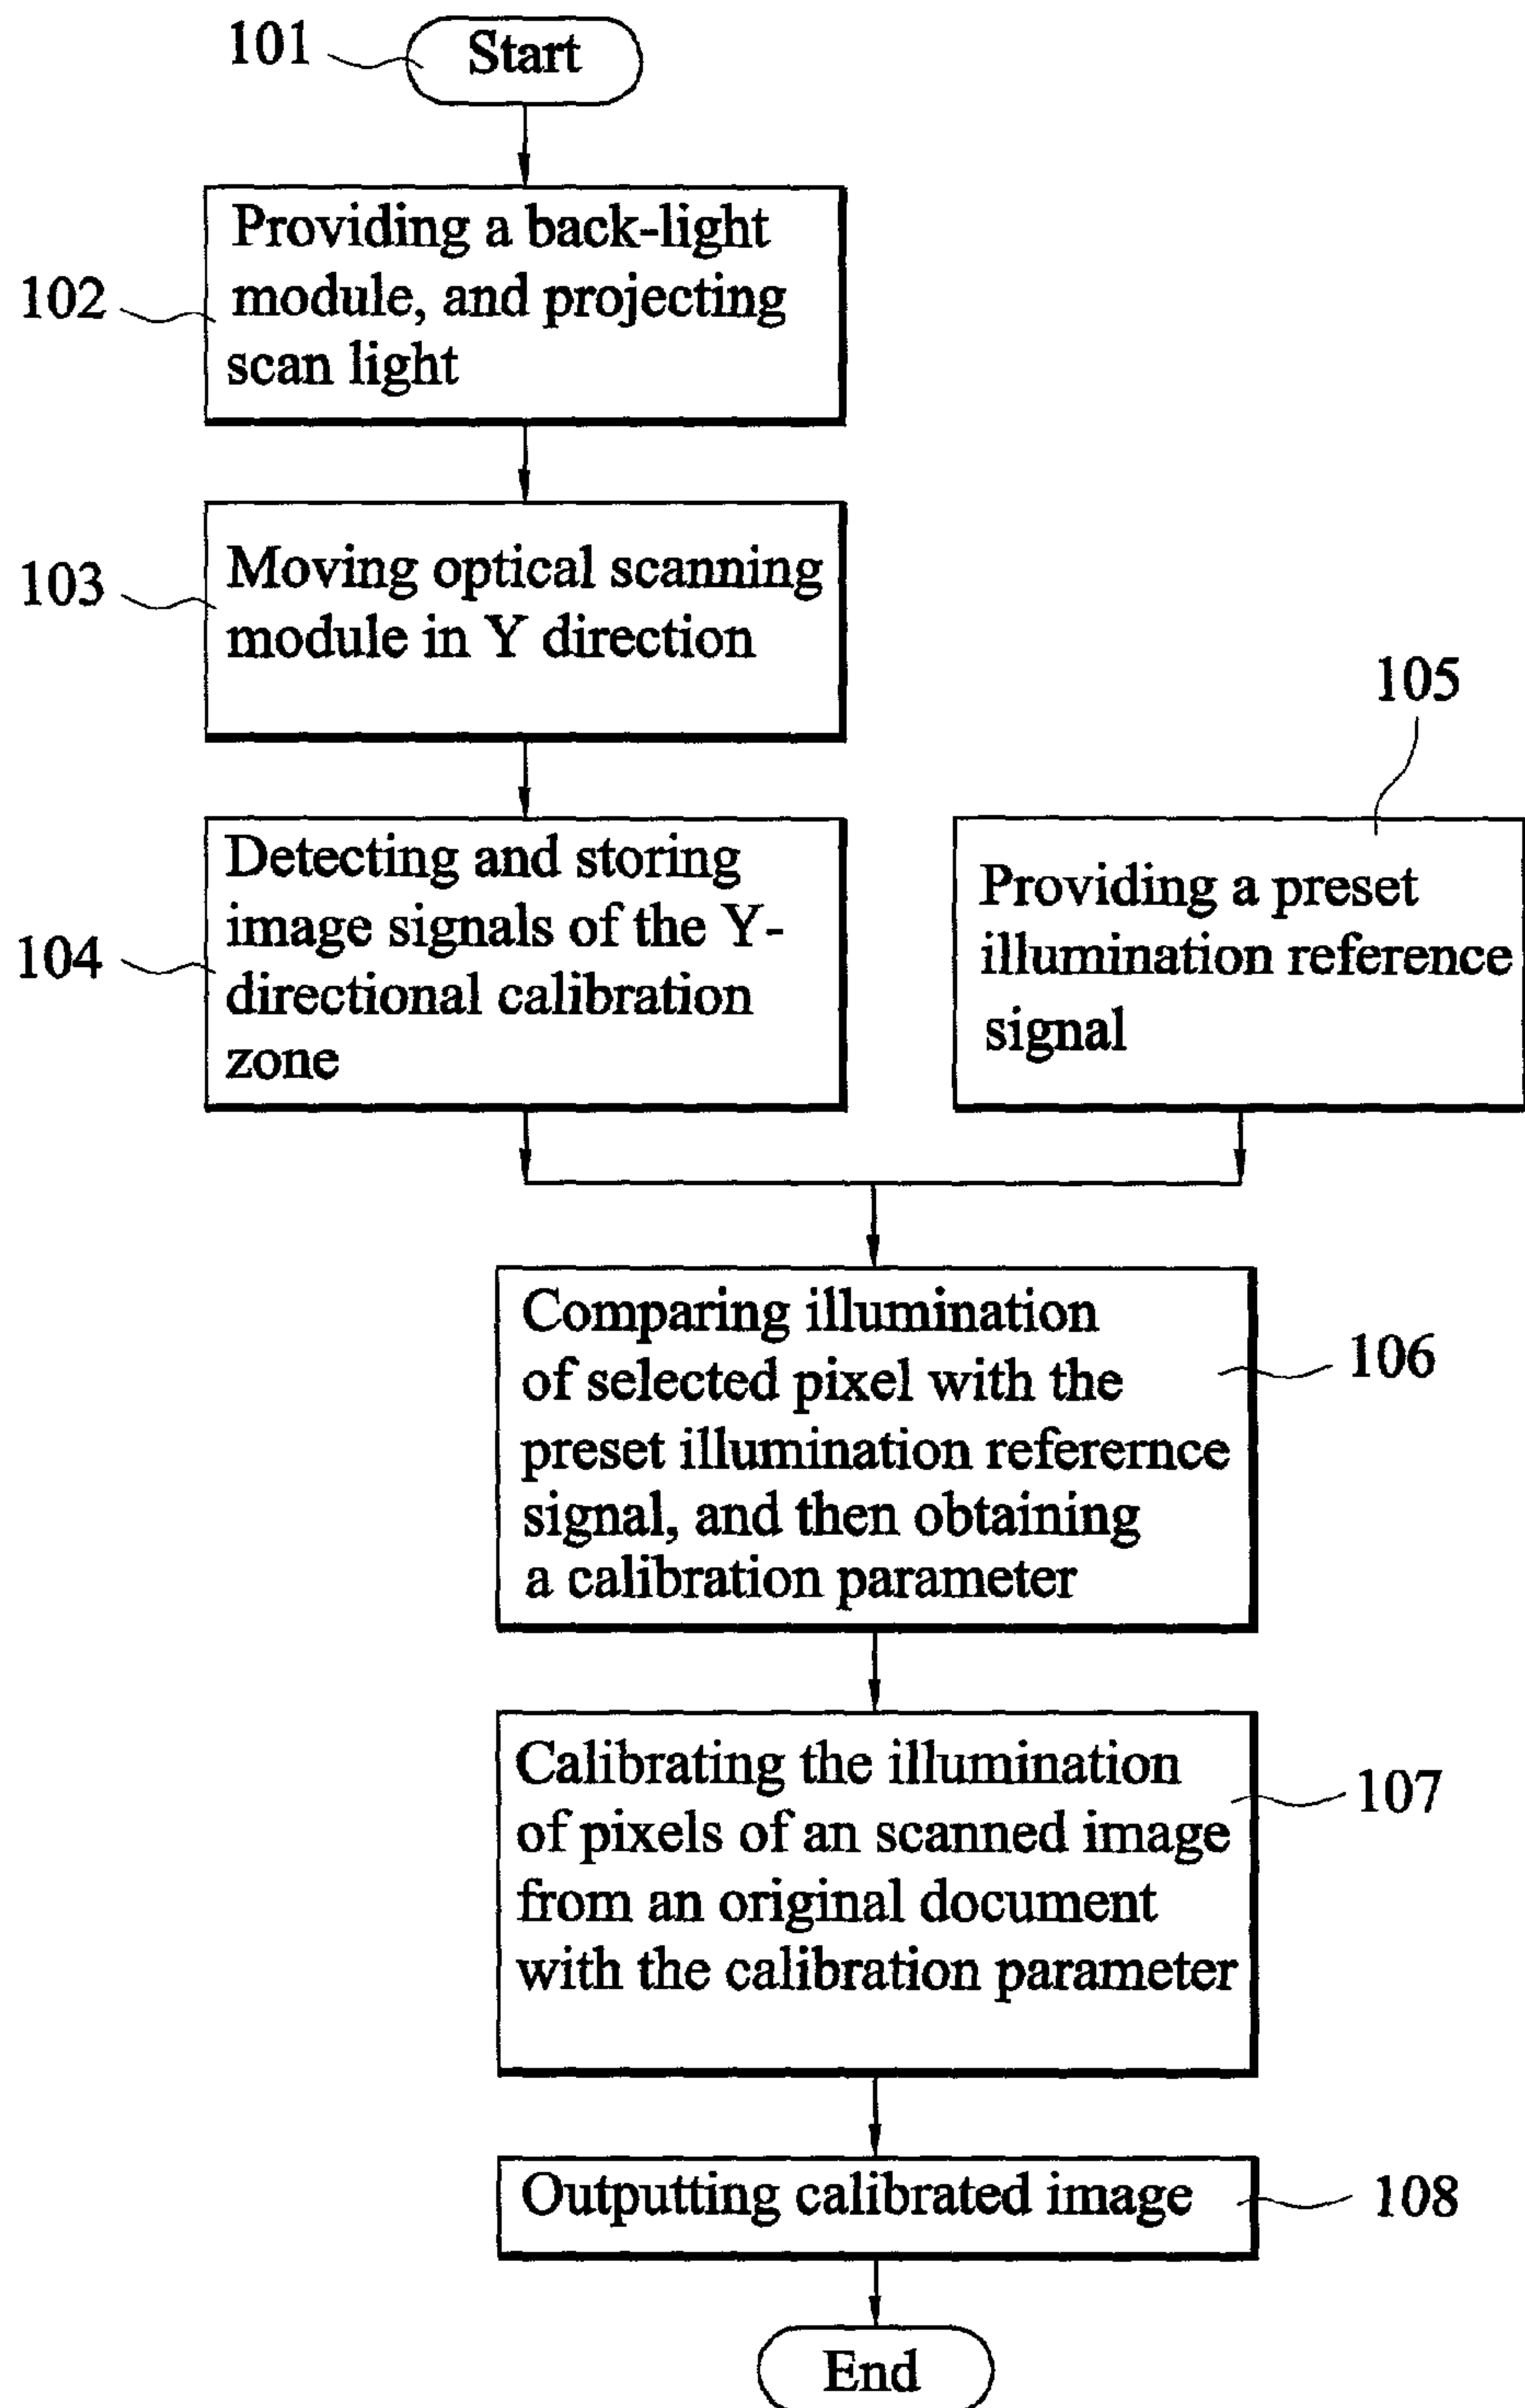 101
Start
102
Providing a back-light
module, and projecting
scan light
103
Moving optical scanning
module in Y direction
104
Detecting and storing
image signals of the Y-
directional calibration
zone
105
Providing a preset
illumination reference
signal
Comparing illumination
of selected pixel with the
preset illumination referernce
signal, and then obtaining
a calibration parameter
106
Calibrating the illumination
of pixels of an scanned image
from an original document
with the calibration parameter
107
Outputting calibrated image
108
End